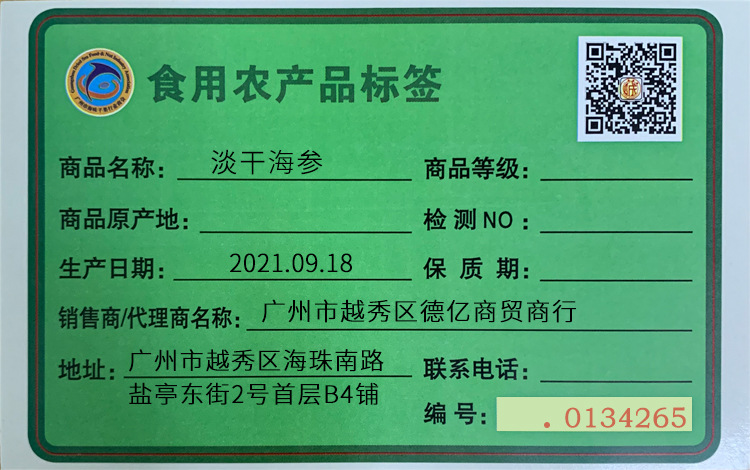 食用农产品标签
商品名称： 淡干海参
商品等级：
商品原产地：
检测NO：
生产日期： 2021.09.18
保质期：
销售商/代理商名称： 广州市越秀区德亿商贸商行
地址： 广州市越秀区海珠南路
盐亭东街2号首层B4铺
联系电话：
编号： .0134265